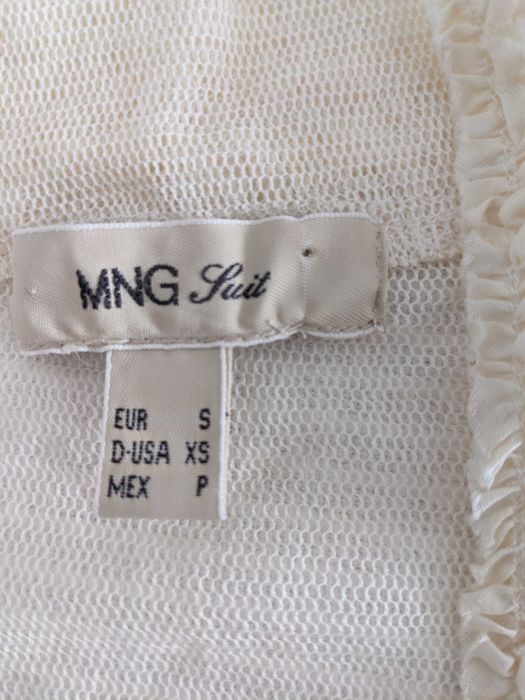 MNG Suit
EUR S
D-USA XS
MEX P